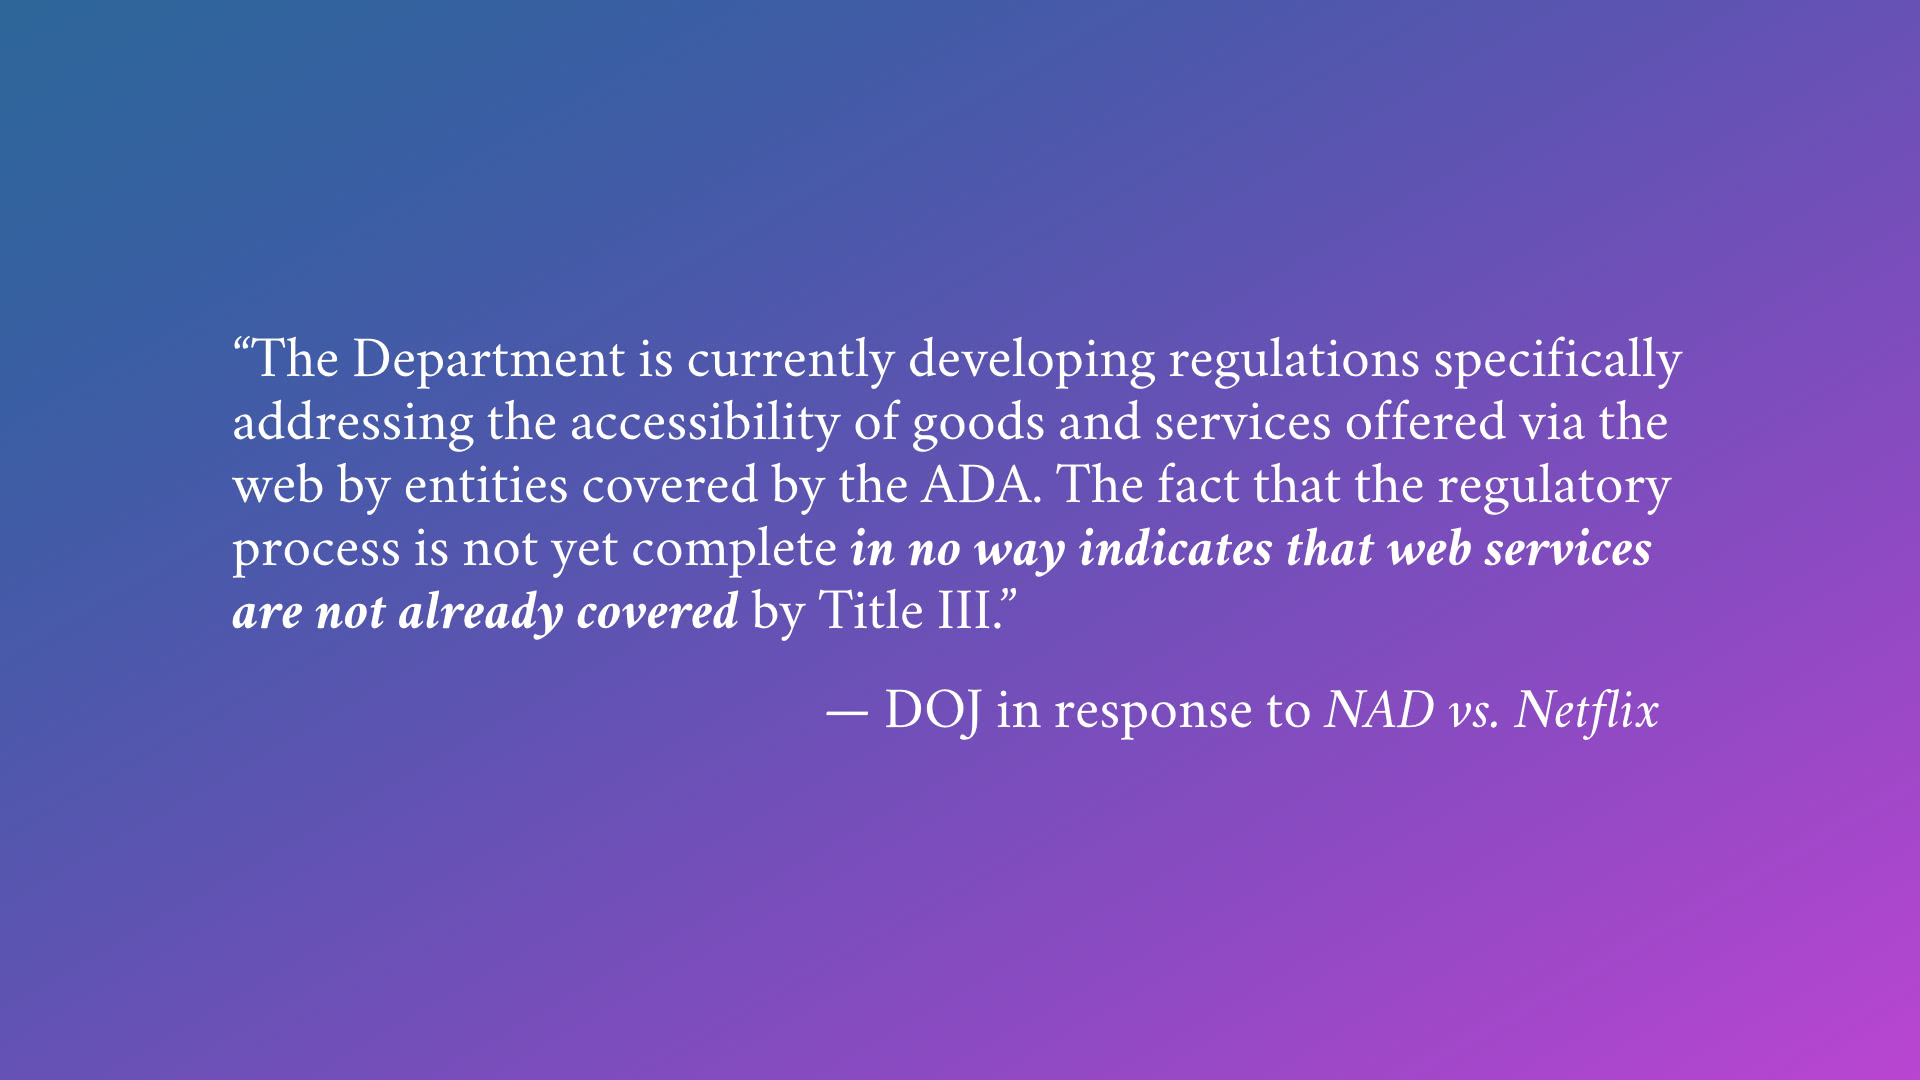 “The Department is currently developing regulations specifically
addressing the accessibility of goods and services offered via the
web by entities covered by the ADA. The fact that the regulatory
process is not yet complete in no way indicates that web services
are not already covered by Title III.”
— DOJ in response to NAD vs. Netflix